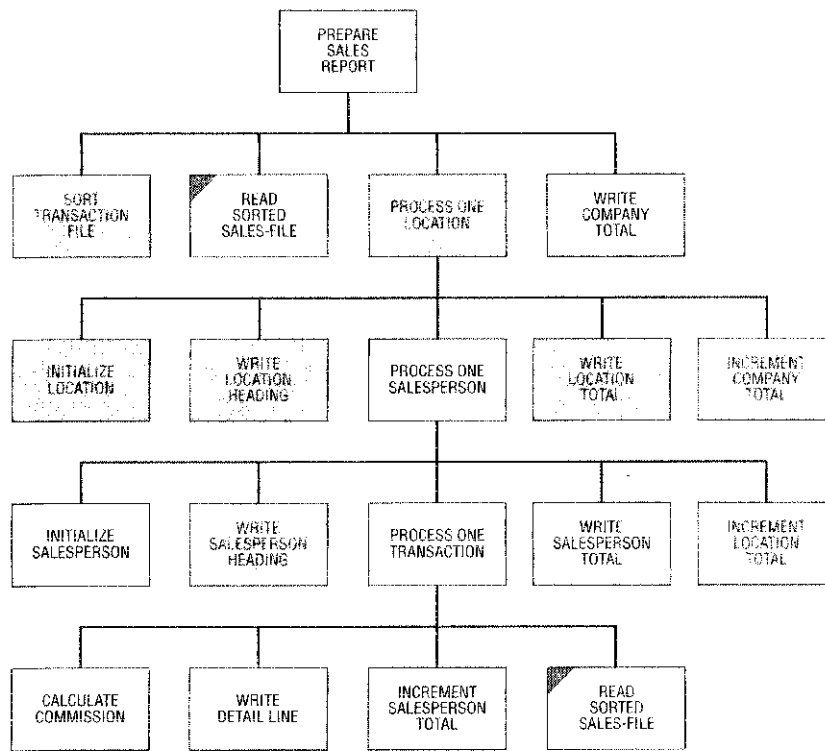 PREPARE
SALES
REPORT
SORT
TRANSACTION
FILE
READ
SORTED
SALES-FILE
PROCESS ONE
LOCATION
WRITE
COMPANY
TOTAL
INITIALIZE
LOCATION
WRITE
LOCATION
HEADING
PROCESS ONE
SALESPERSON
WRITE
LOCATION
TOTAL
INCREMENT
COMPANY
TOTAL
INITIALIZE
SALESPERSON
WRITE
SALESPERSON
HEADING
PROCESS ONE
TRANSACTION
WRITE
SALESPERSON
TOTAL
INCREMENT
LOCATION
TOTAL
CALCULATE
COMMISSION
WRITE
DETAIL LINE
INCREMENT
SALESPERSON
TOTAL
READ
SORTED
SALES-FILE